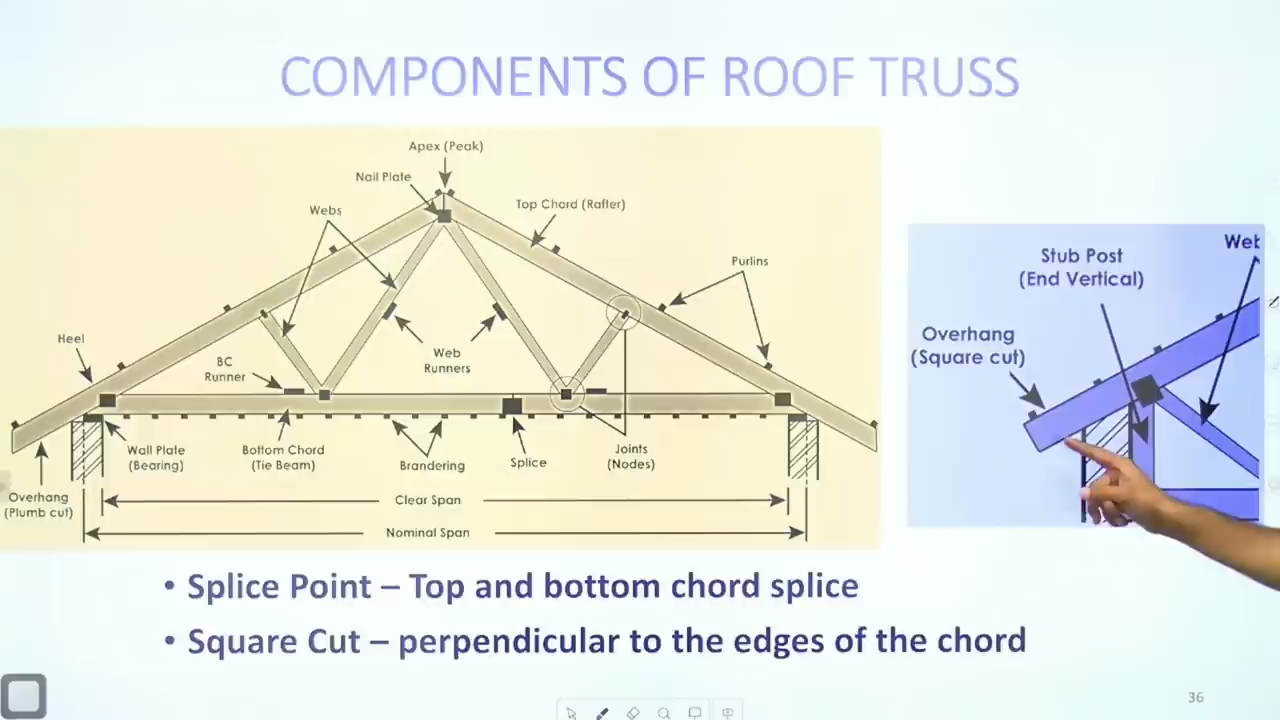 COMPONENTS OF ROOF TRUSS
Apex (Peak)
Nail Plate
Webs
Top Chord (Rafter)
Purlins
Heel
BC
Runner
Web
Runners
Wall Plate
(Bearing)
Bottom Chord
(Tie Beam)
Brandering
Splice
Joints
(Nodes)
Overhang
(Plumb cut)
Clear Span
Nominal Span
Stub Post
(End Vertical)
Overhang
(Square cut)
• Splice Point – Top and bottom chord splice
• Square Cut – perpendicular to the edges of the chord
36